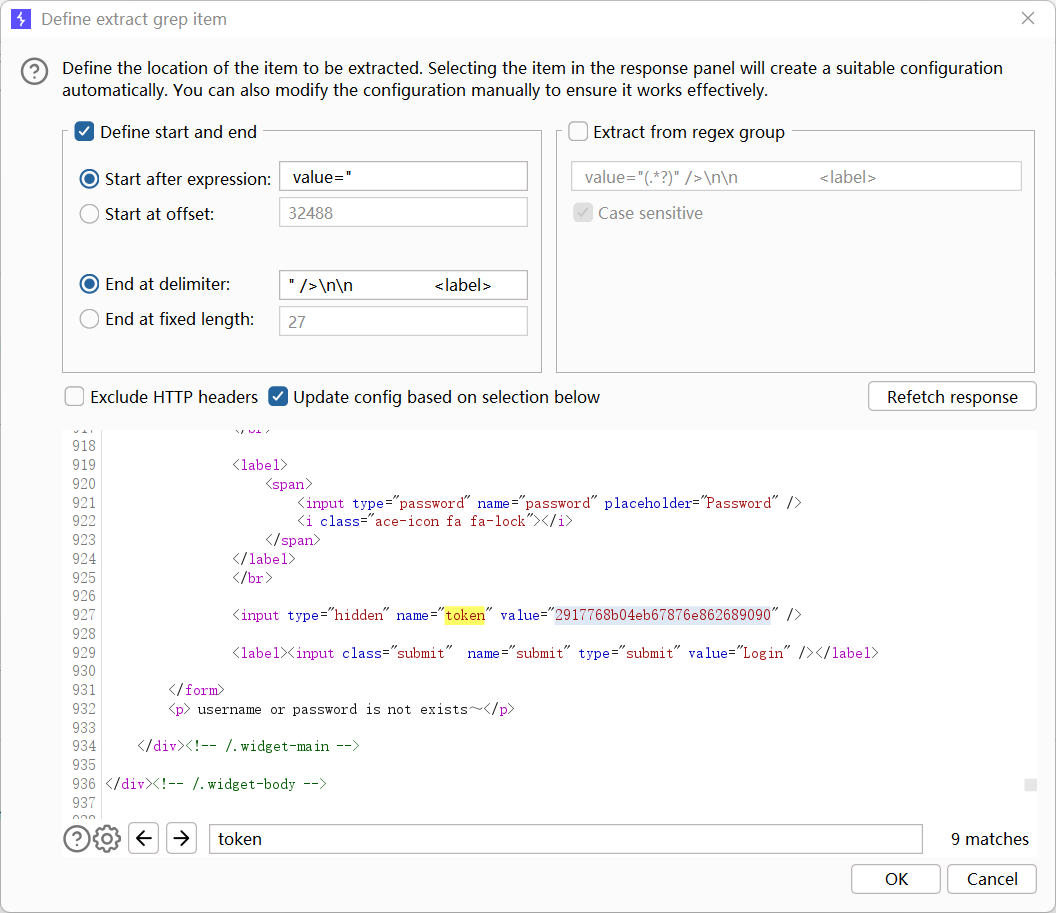 Define extract grep item
Define the location of the item to be extracted. Selecting the item in the response panel will create a suitable configuration
automatically. You can also modify the configuration manually to ensure it works effectively.
Define start and end
Start after expression: value="
Start at offset: 32488
End at delimiter: " />\n\n                <label>
End at fixed length: 27
Extract from regex group
value="(.*?)" />\n\n                <label>
Case sensitive
Exclude HTTP headers
Update config based on selection below
Refetch response
918
919 <label>
920 <span>
921 <input type="password" name="password" placeholder="Password" />
922 <i class="ace-icon fa fa-lock"></i>
923 </span>
924 </label>
925 </br>
926
927 <input type="hidden" name="token" value="2917768b04eb67876e862689090" />
928
929 <label><input class="submit"  name="submit" type="submit" value="Login" /></label>
930
931 </form>
932 <p> username or password is not exists~</p>
933
934 </div><!-- /.widget-main -->
935
936 </div><!-- /.widget-body -->
937
token
9 matches
OK
Cancel